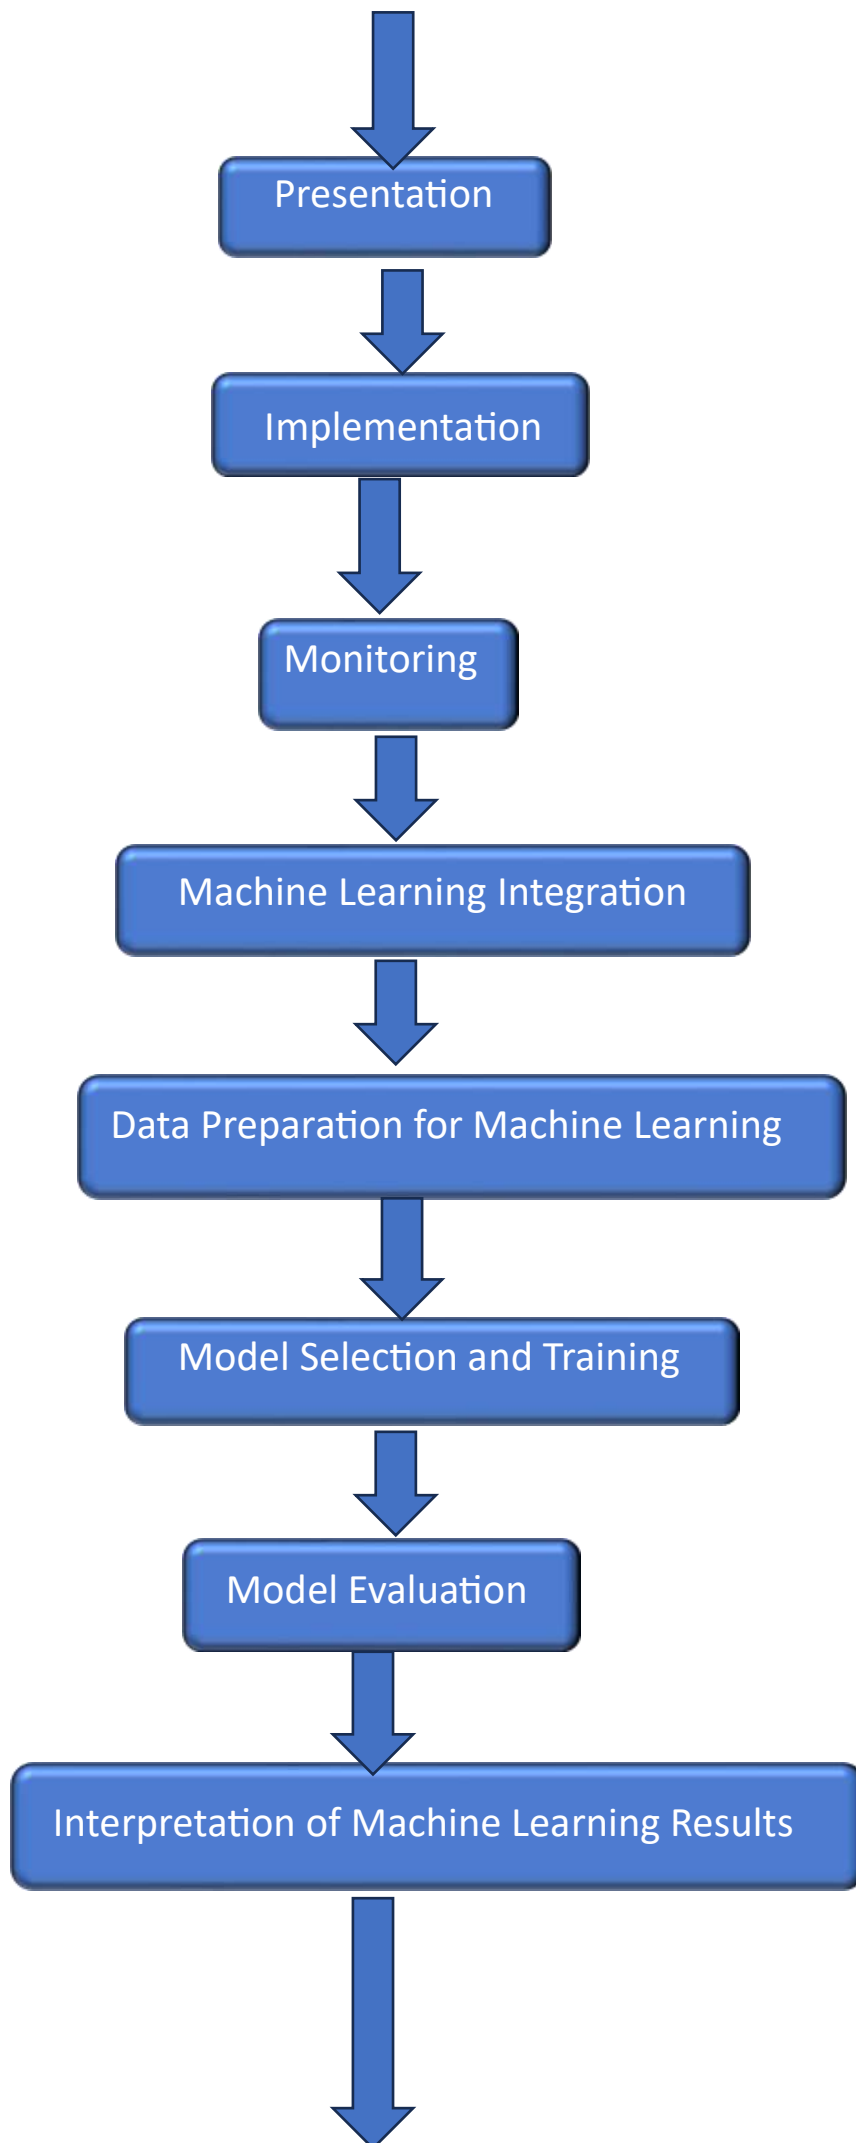 Presentation
Implementation
Monitoring
Machine Learning Integration
Data Preparation for Machine Learning
Model Selection and Training
Model Evaluation
Interpretation of Machine Learning Results